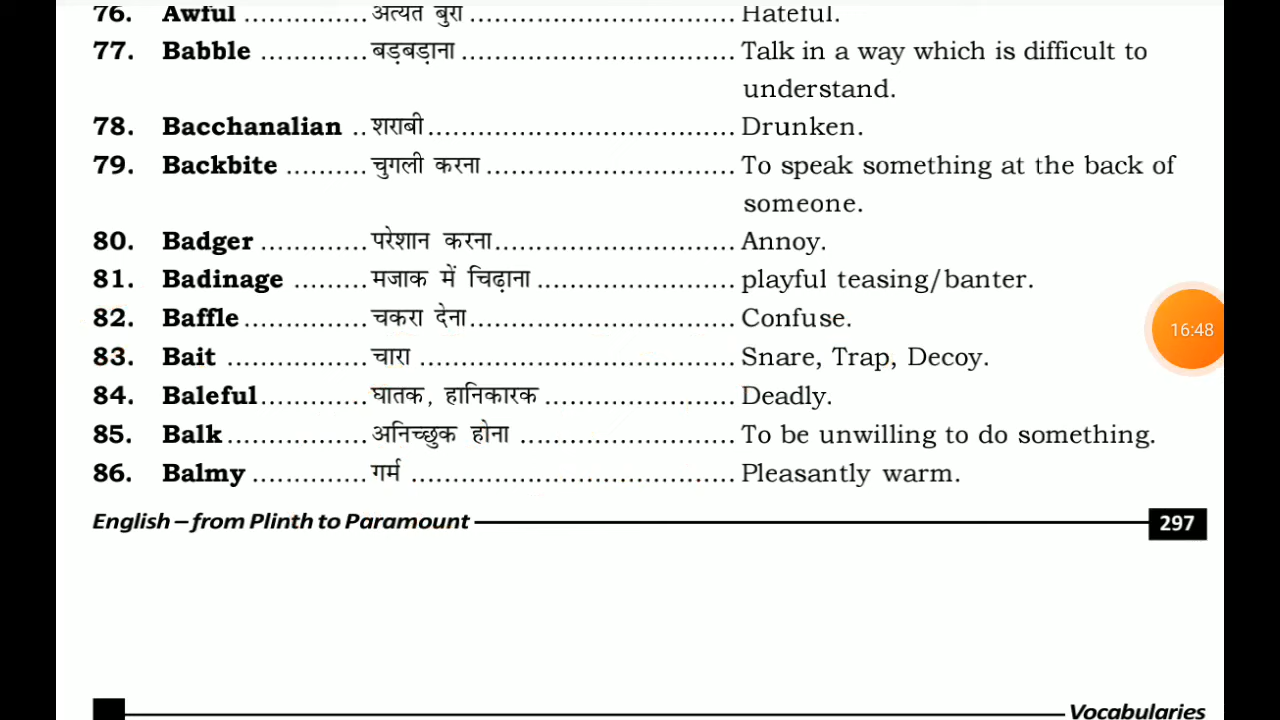 76. Awful .............. अत्यंत बुरा .................................. Hateful.
77. Babble ............. बड़बड़ाना ................................... Talk in a way which is difficult to
understand.
78. Bacchanalian .. शराबी ....................................... Drunken.
79. Backbite .......... चुगली करना ................................ To speak something at the back of
someone.
80. Badger ............. परेशान करना............................... Annoy.
81. Badinage ......... मजाक में चिढ़ाना ......................... playful teasing/banter.
82. Baffle ............... चकरा देना.................................. Confuse.
83. Bait .................. चारा ........................................ Snare, Trap, Decoy.
84. Baleful ............. घातक, हानिकारक ........................ Deadly.
85. Balk .................. अनिच्छुक होना ........................... To be unwilling to do something.
86. Balmy .............. गर्म ......................................... Pleasantly warm.
English – from Plinth to Paramount 297
16:48
Vocabularies